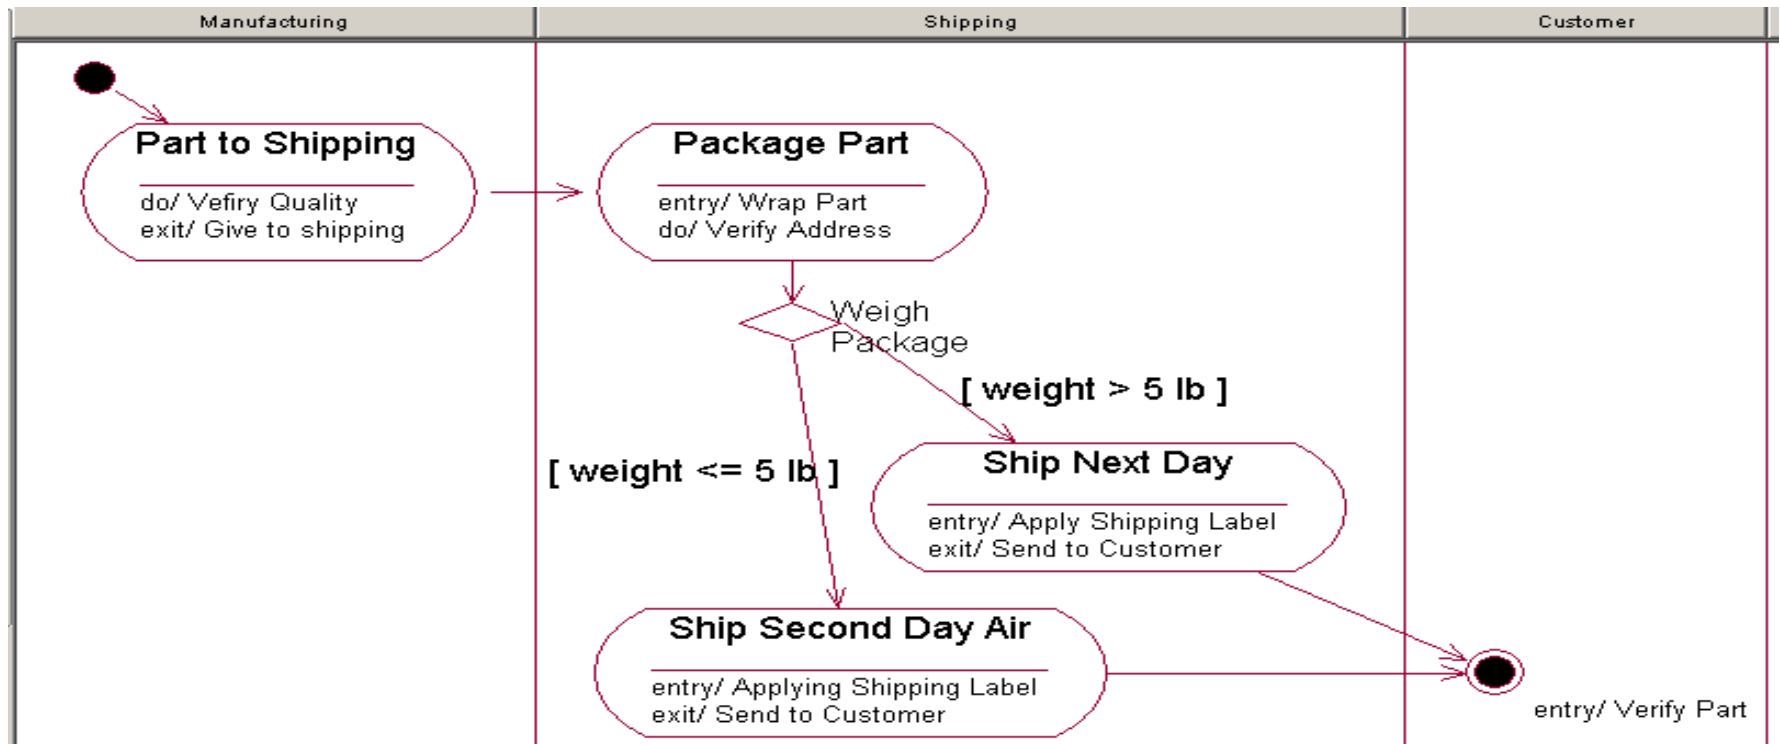 Manufacturing
Shipping
Customer
Part to Shipping
do/ Vefiry Quality
exit/ Give to shipping
Package Part
entry/ Wrap Part
do/ Verify Address
Weigh
Package
[ weight > 5 lb ]
[ weight <= 5 lb ]
Ship Next Day
entry/ Apply Shipping Label
exit/ Send to Customer
Ship Second Day Air
entry/ Applying Shipping Label
exit/ Send to Customer
entry/ Verify Part